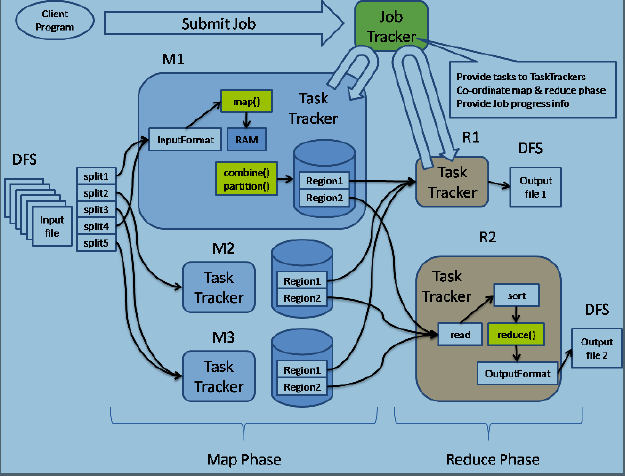 Client
Program
Submit Job
Job
Tracker
Provide tasks to TaskTrackers
Co-ordinate map & reduce phase
Provide Job progress info
M1
map()
Task
Tracker
InputFormat
RAM
combine()
partition()
Region1
Region2
DFS
Input
file
split1
split2
split3
split4
split5
M2
Task
Tracker
Region1
Region2
M3
Task
Tracker
Region1
Region2
R1
Task
Tracker
DFS
Output
file 1
R2
Task
Tracker
sort
read
reduce()
OutputFormat
DFS
Output
file 2
Map Phase
Reduce Phase